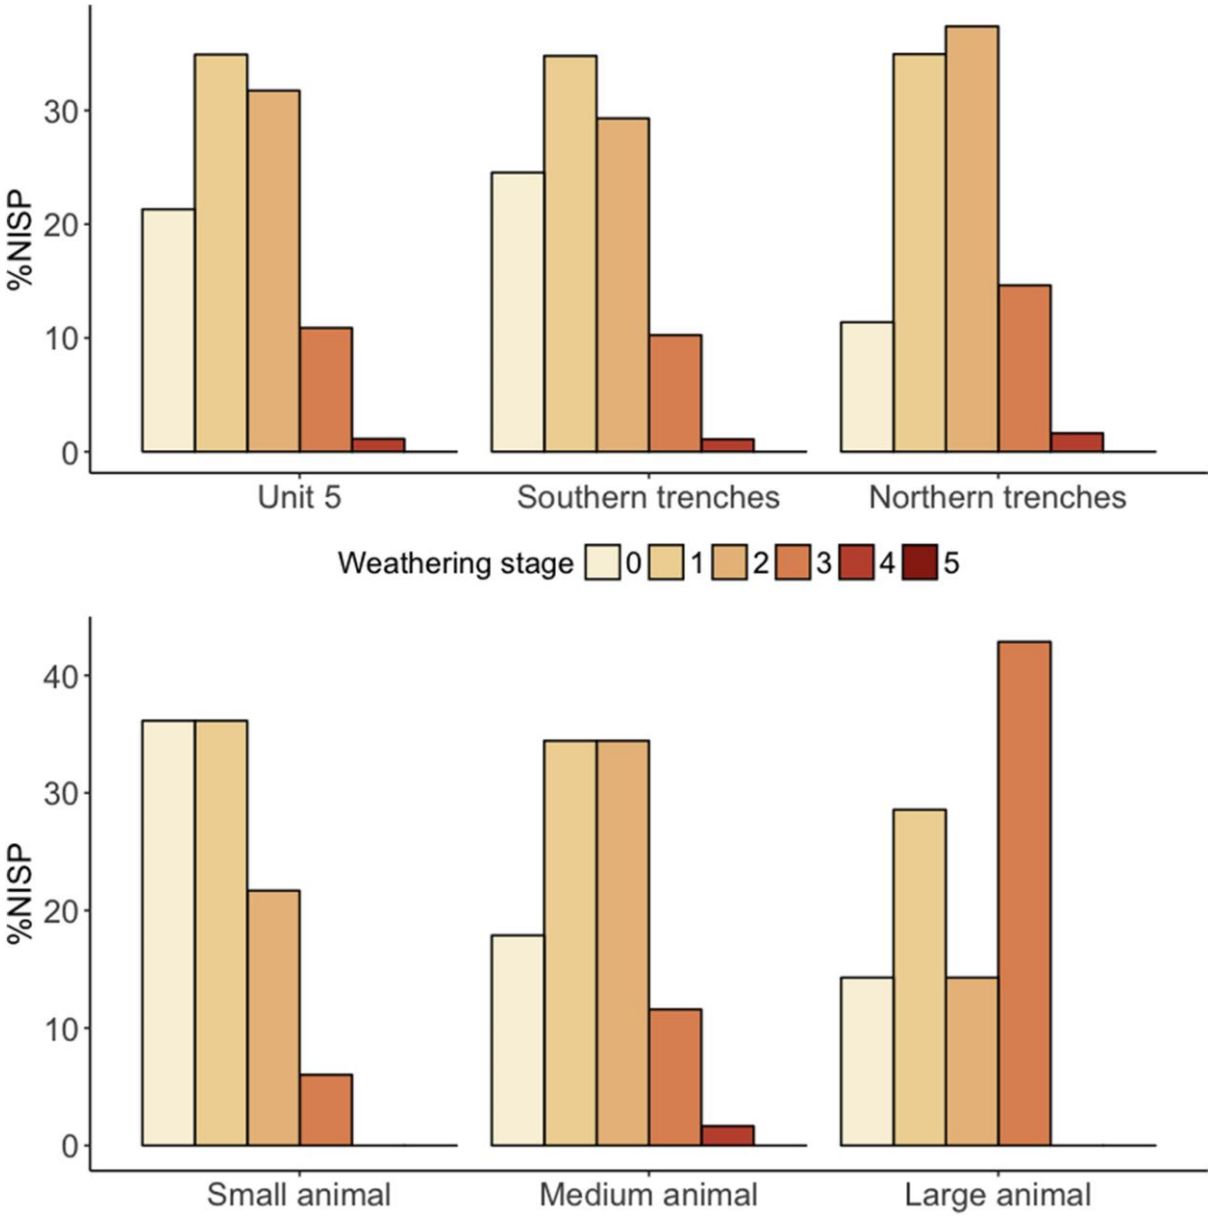 %NISP
30
20
10
0
Unit 5 Southern trenches Northern trenches
Weathering stage 0 1 2 3 4 5
%NISP
40
30
20
10
0
Small animal Medium animal Large animal